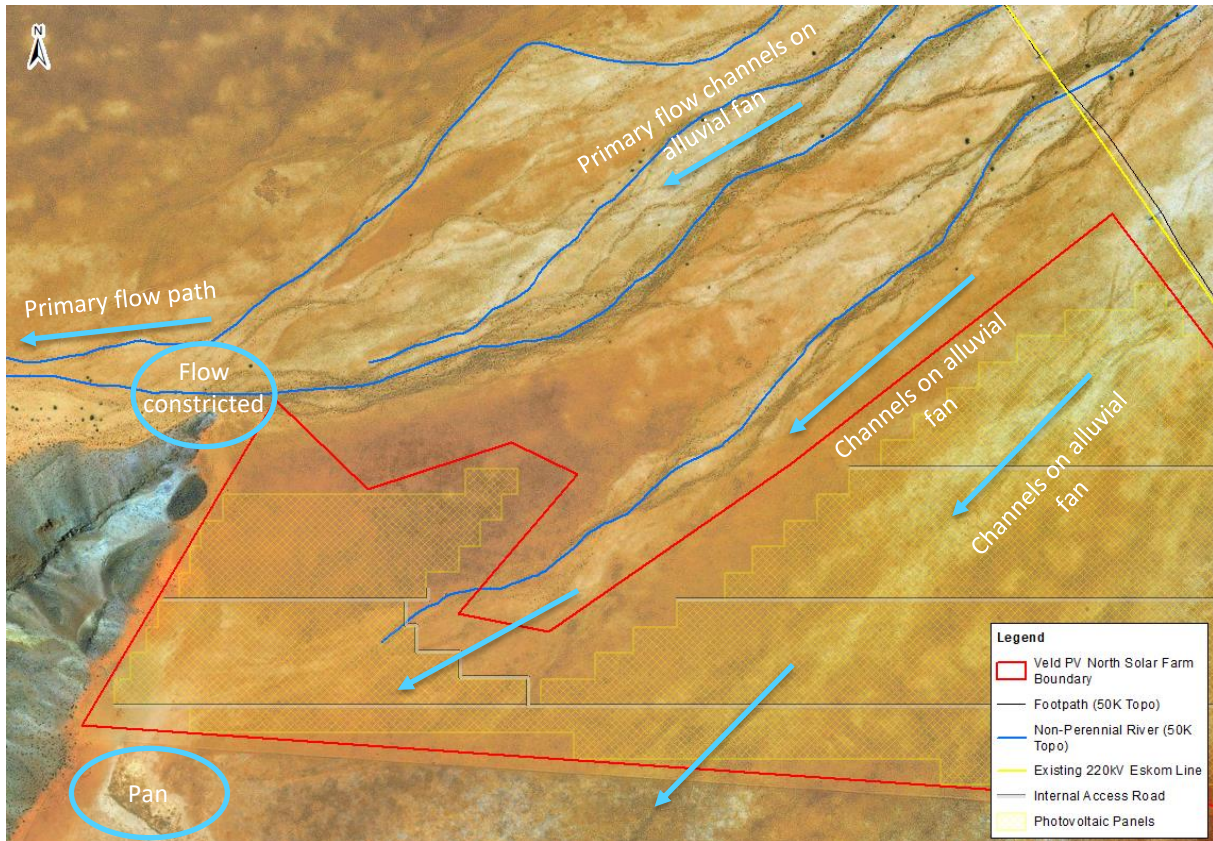 N
Primary flow channels on
alluvial fan
Primary flow path
Flow
constricted
Channels on alluvial
fan
Channels on alluvial
fan
Pan
Legend
Veld PV North Solar Farm
Boundary
Footpath (50K Topo)
Non-Perennial River (50K
Topo)
Existing 220kV Eskom Line
Internal Access Road
Photovoltaic Panels